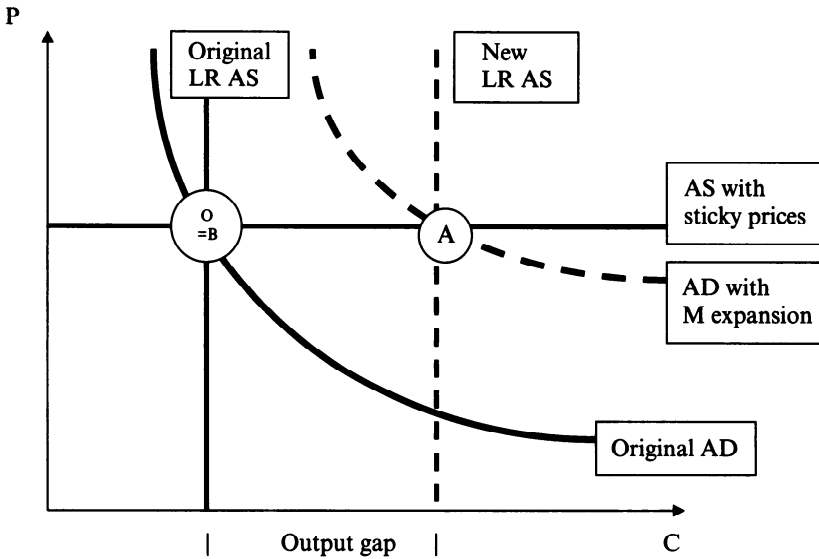 P
Original
LR AS
New
LR AS
O
=B
A
AS with
sticky prices
AD with
M expansion
Original AD
| Output gap |
C